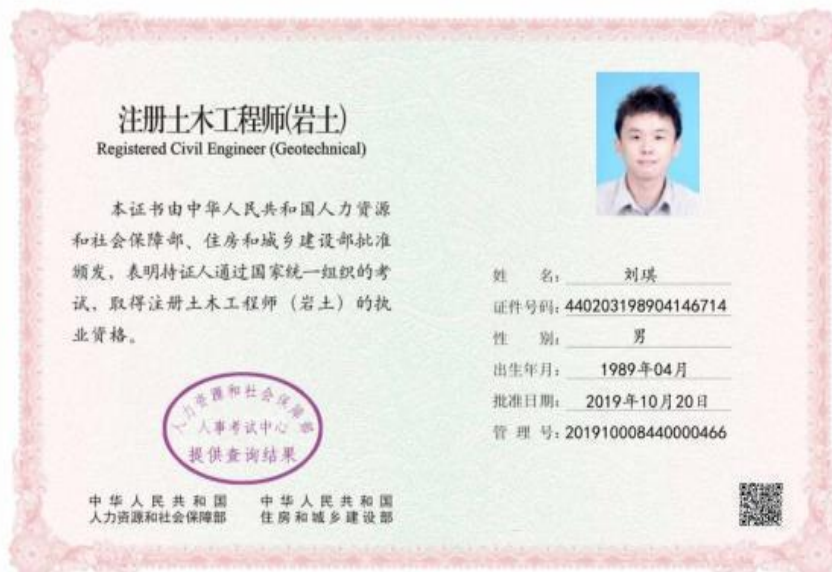 注册土木工程师(岩土)
Registered Civil Engineer (Geotechnical)
本证书由中华人民共和国人力资源
和社会保障部、住房和城乡建设部批准
颁发，表明持证人通过国家统一组织的考
试，取得注册土木工程师（岩土）的执
业资格。
人力资源和社会保障部
人事考试中心
提供查询结果
中华人民共和国 中华人民共和国
人力资源和社会保障部 住房和城乡建设部
姓 名： 刘琪
证件号码：440203198904146714
性 别： 男
出生年月： 1989年04月
批准日期： 2019年10月20日
管 理 号：201910008440000466